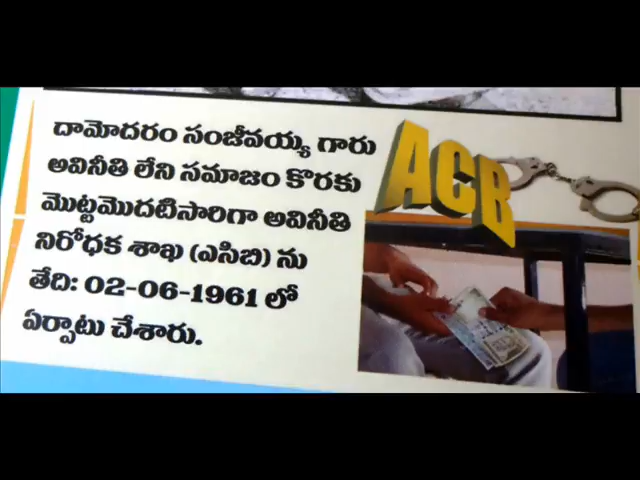 దామోదరం సంజీవయ్య గారు
అవినీతి లేని సమాజం కొరకు
మొట్టమొదటిసారిగా అవినీతి
నిరోధక శాఖ (ఎసిబి) ను
తేది: 02-06-1961 లో
ఏర్పాటు చేశారు.
ACB